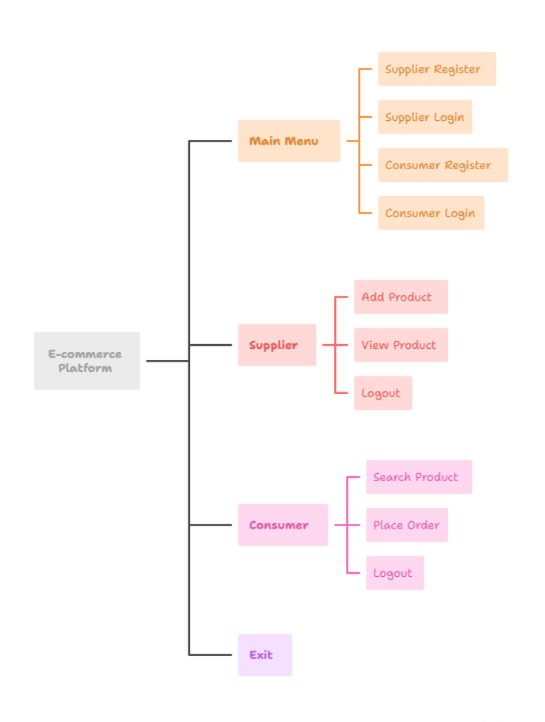 E-commerce
Platform
Main Menu
Supplier Register
Supplier Login
Consumer Register
Consumer Login
Supplier
Add Product
View Product
Logout
Consumer
Search Product
Place Order
Logout
Exit